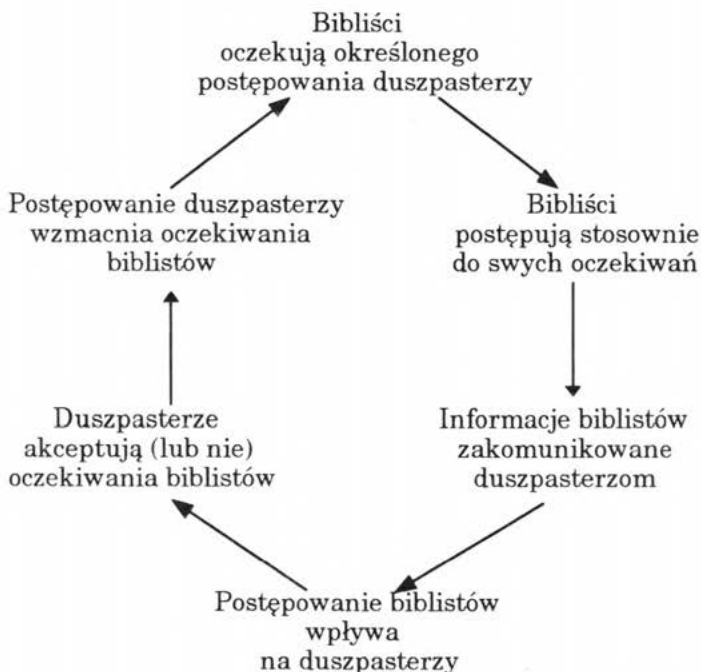 Bibliści
oczekują określonego
postępowania duszpasterzy
Bibliści
postępują stosownie
do swych oczekiwań
Informacje biblistów
zakomunikowane
duszpasterzom
Postępowanie biblistów
wpływa
na duszpasterzy
Duszpasterze
akceptują (lub nie)
oczekiwania biblistów
Postępowanie duszpasterzy
wzmacnia oczekiwania
biblistów